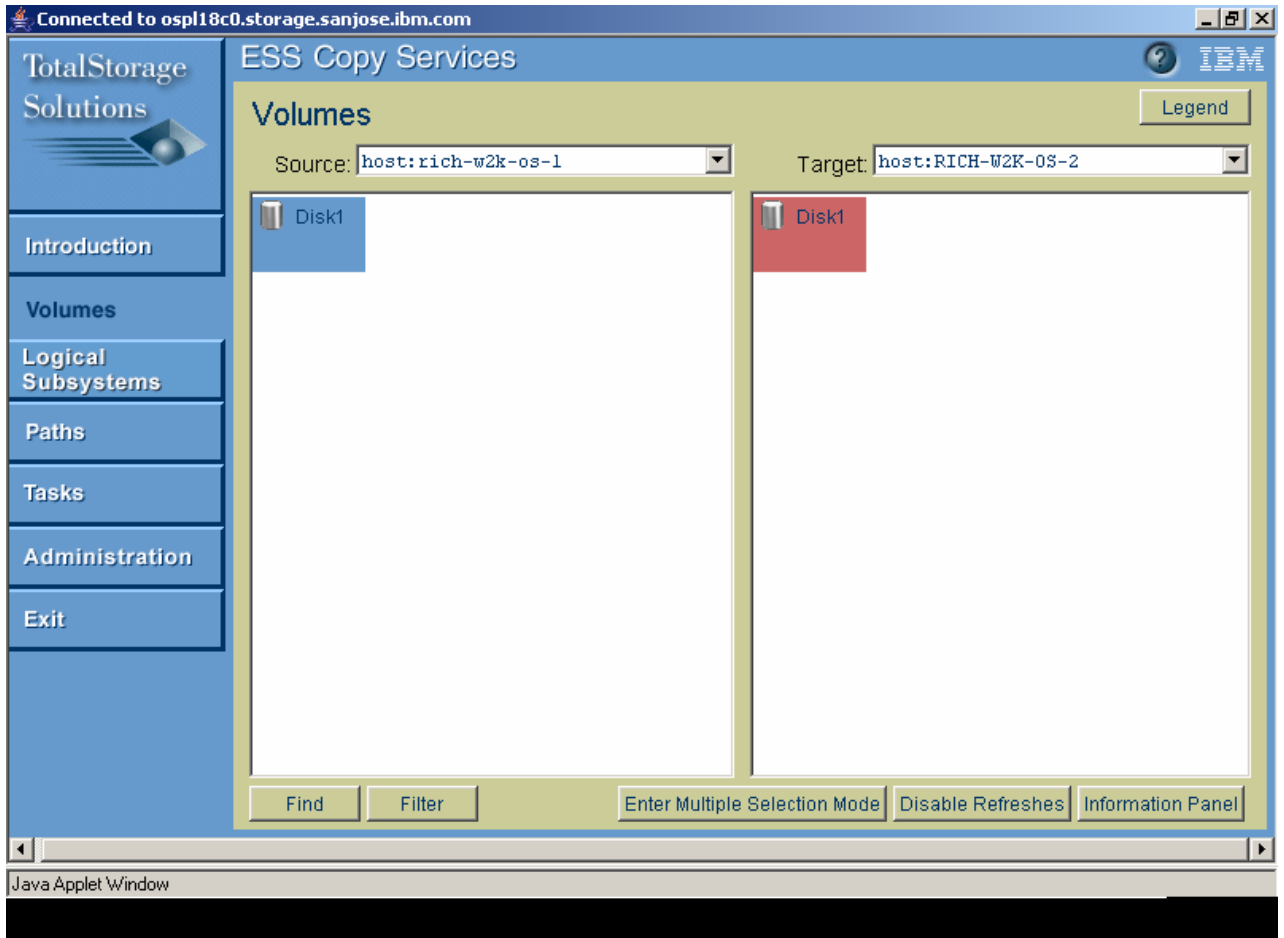 Connected to ospl18c0.storage.sanjose.ibm.com
TotalStorage
Solutions
ESS Copy Services
? IBM
Volumes
Legend
Source: host:rich-w2k-os-1
Target: host:RICH-W2K-OS-2
Disk1
Disk1
Introduction
Volumes
Logical
Subsystems
Paths
Tasks
Administration
Exit
Find
Filter
Enter Multiple Selection Mode
Disable Refreshes
Information Panel
Java Applet Window